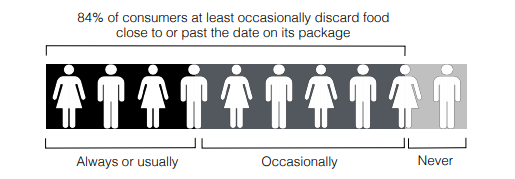 84% of consumers at least occasionally discard food
close to or past the date on its package
Always or usually
Occasionally
Never